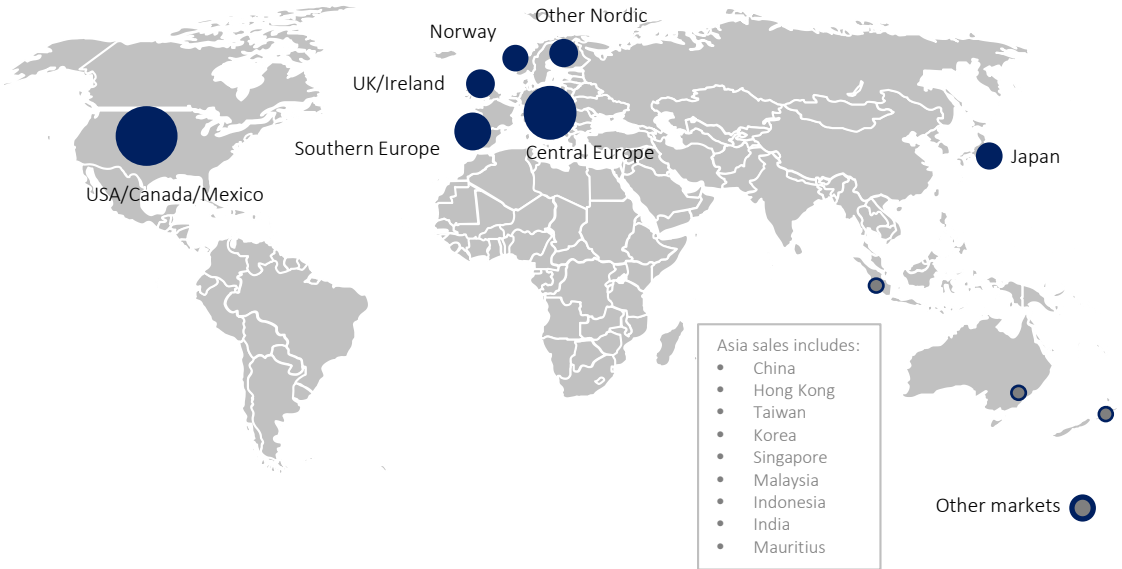 Other Nordic
Norway
UK/Ireland
Southern Europe
Central Europe
Japan
USA/Canada/Mexico
Asia sales includes:
• China
• Hong Kong
• Taiwan
• Korea
• Singapore
• Malaysia
• Indonesia
• India
• Mauritius
Other markets